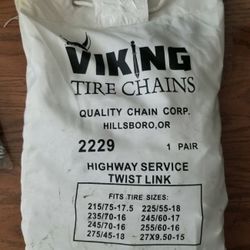 VIKING
TIRE CHAINS
QUALITY CHAIN CORP.
HILLSBORO, OR
2229 1 PAIR
HIGHWAY SERVICE
TWIST LINK
FITS TIRE SIZES:
215/75-17.5 225/55-18
235/70-16 245/60-17
245/70-16 255/60-16
275/45-18 27X9.50-15